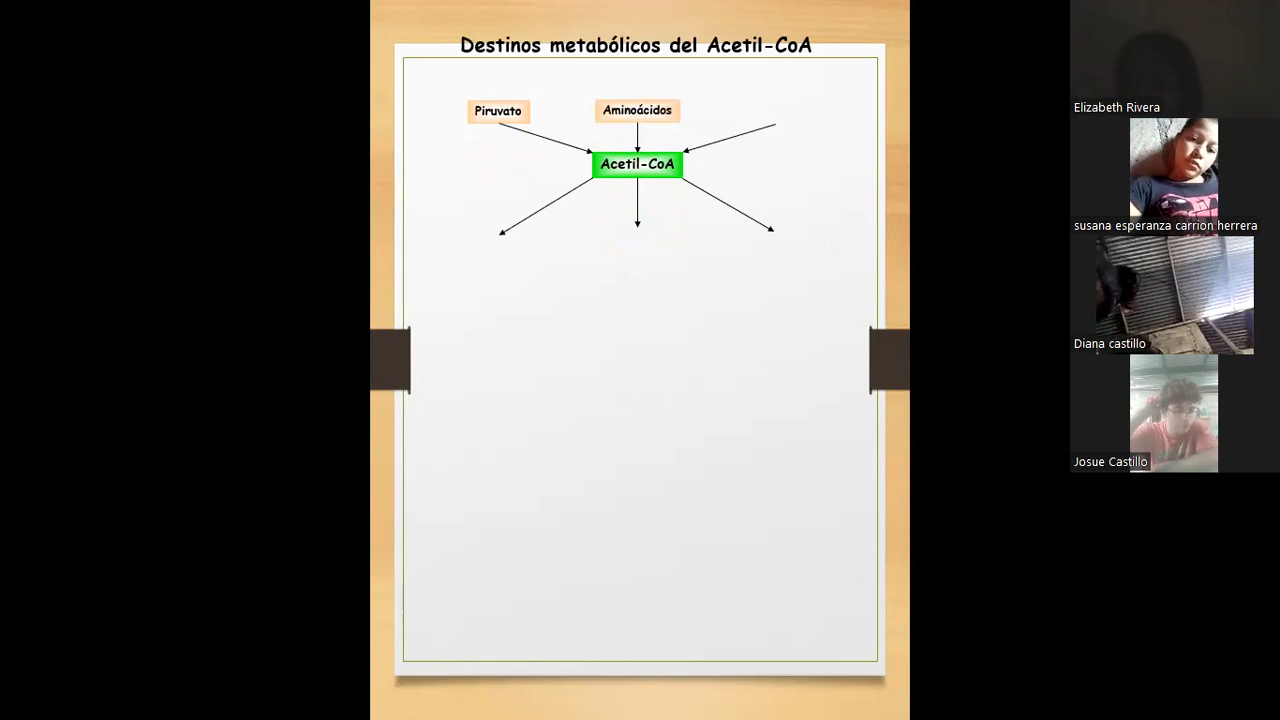 Destinos metabólicos del Acetil-CoA
Piruvato
Aminoácidos
Acetil-CoA
Elizabeth Rivera
susana esperanza carrion herrera
Diana castillo
Josue Castillo